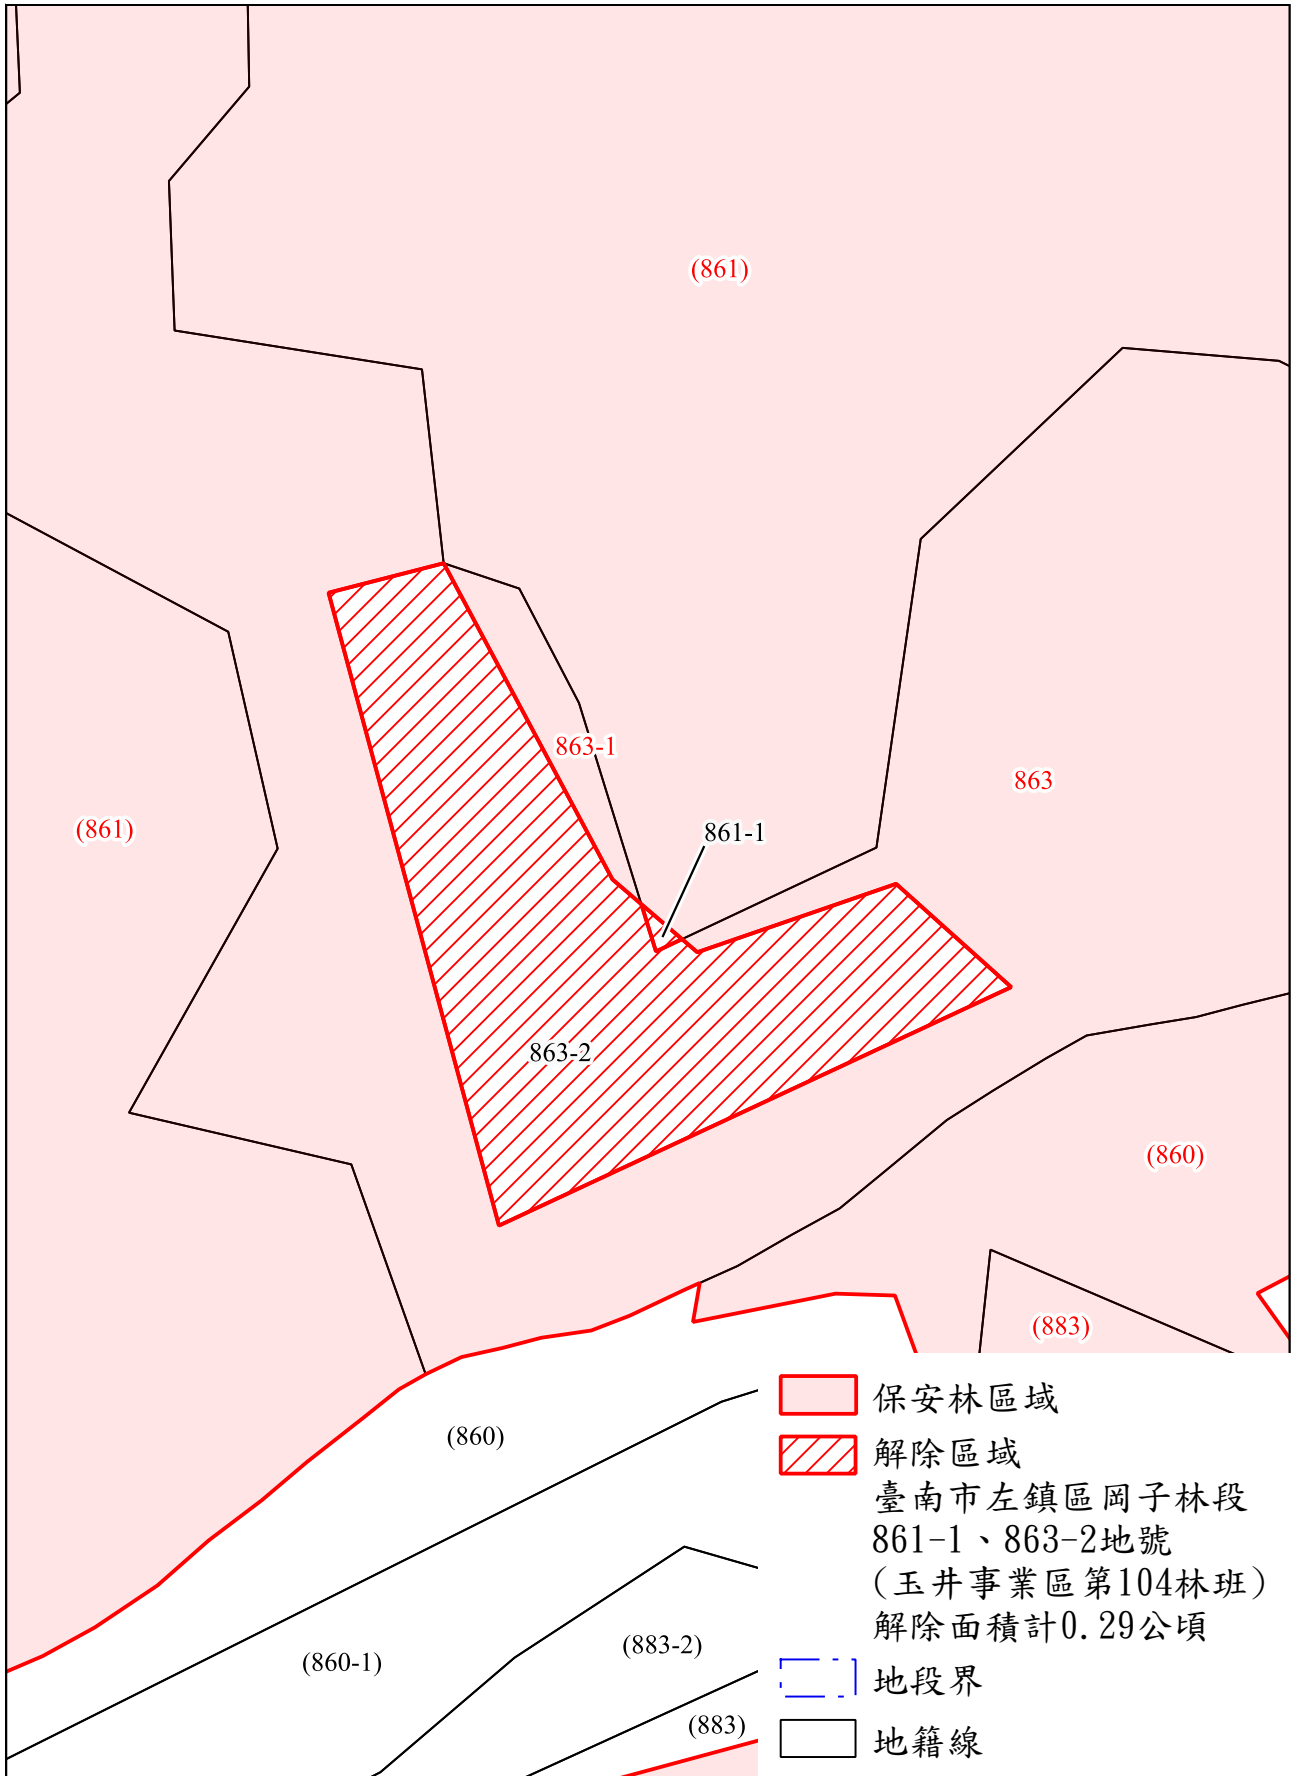 (861)
863-1
863
(861)
861-1
863-2
(860)
(883)
(860)
(883-2)
(860-1)
(883)
保安林區域
解除區域
臺南市左鎮區岡子林段
861-1、863-2地號
(玉井事業區第104林班)
解除面積計0.29公頃
地段界
地籍線